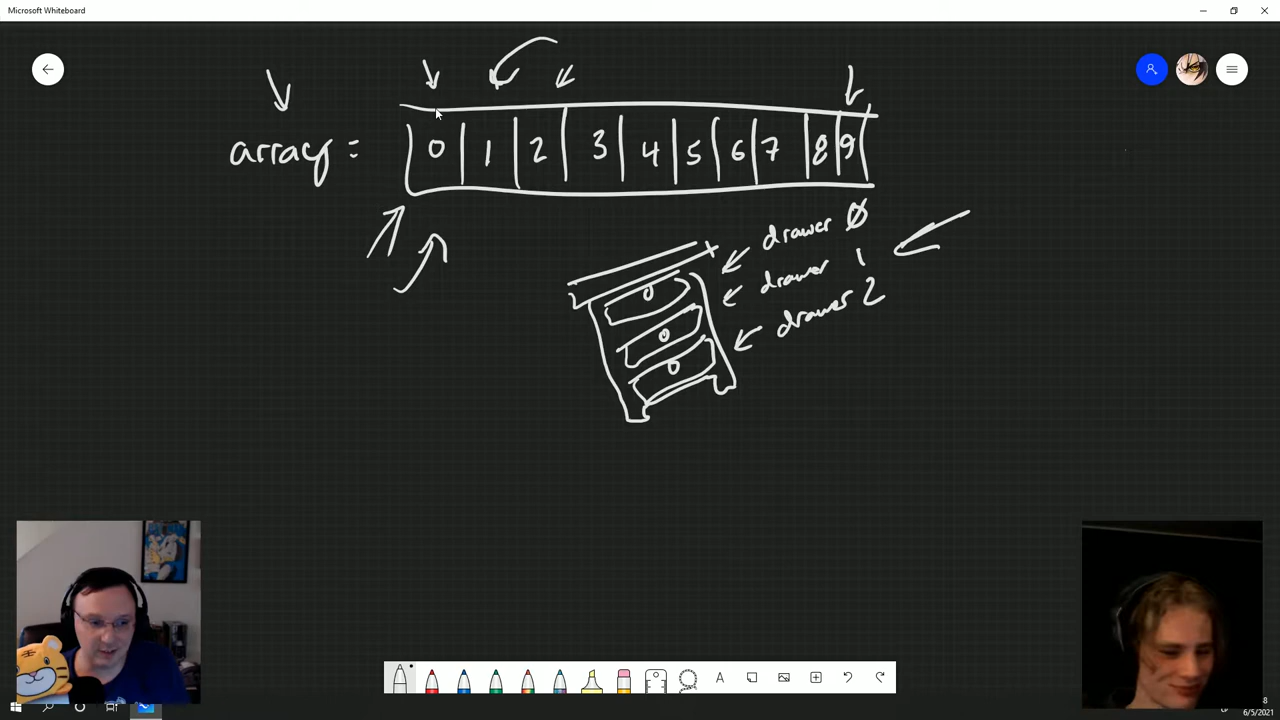 Microsoft Whiteboard
array = 0 1 2 3 4 5 6 7 8 9
drawer 0
drawer 1
drawer 2
A
6/5/2021